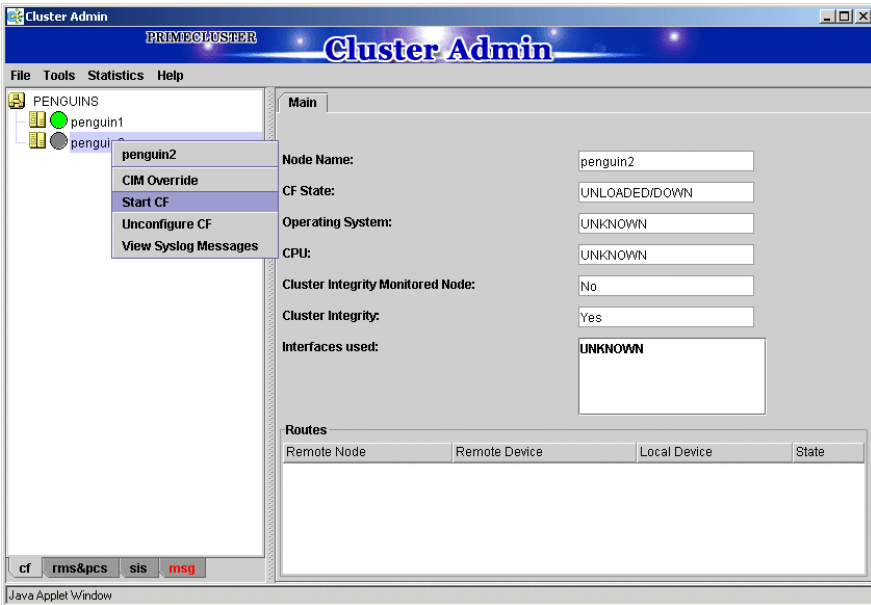 Cluster Admin
PRIMECLUSTER
Cluster Admin
File Tools Statistics Help
PENGUINS
penguin1
penguin2
CIM Override
Start CF
Unconfigure CF
View Syslog Messages
Main
Node Name: penguin2
CF State: UNLOADED/DOWN
Operating System: UNKNOWN
CPU: UNKNOWN
Cluster Integrity Monitored Node: No
Cluster Integrity: Yes
Interfaces used: UNKNOWN
Routes
Remote Node Remote Device Local Device State
cf rms&pcs sis msg
Java Applet Window